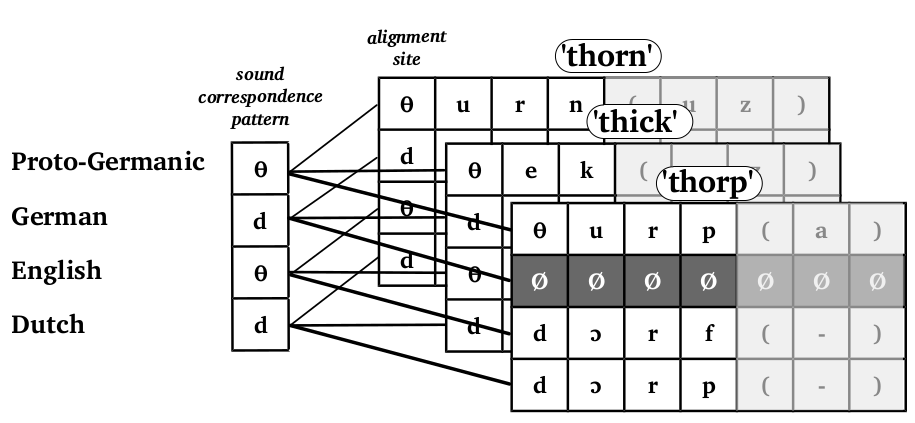 alignment
site
'thorn'
sound
correspondence
pattern
θ u r n ( u z )
'thick'
Proto-Germanic θ
d
θ e k ( z )
'thorp'
German d
θ
d
θ u r p ( a )
English θ
d
θ
Ø Ø Ø Ø Ø Ø Ø
Dutch d
d
d ɔ r f ( - )
d ɔ r p ( - )